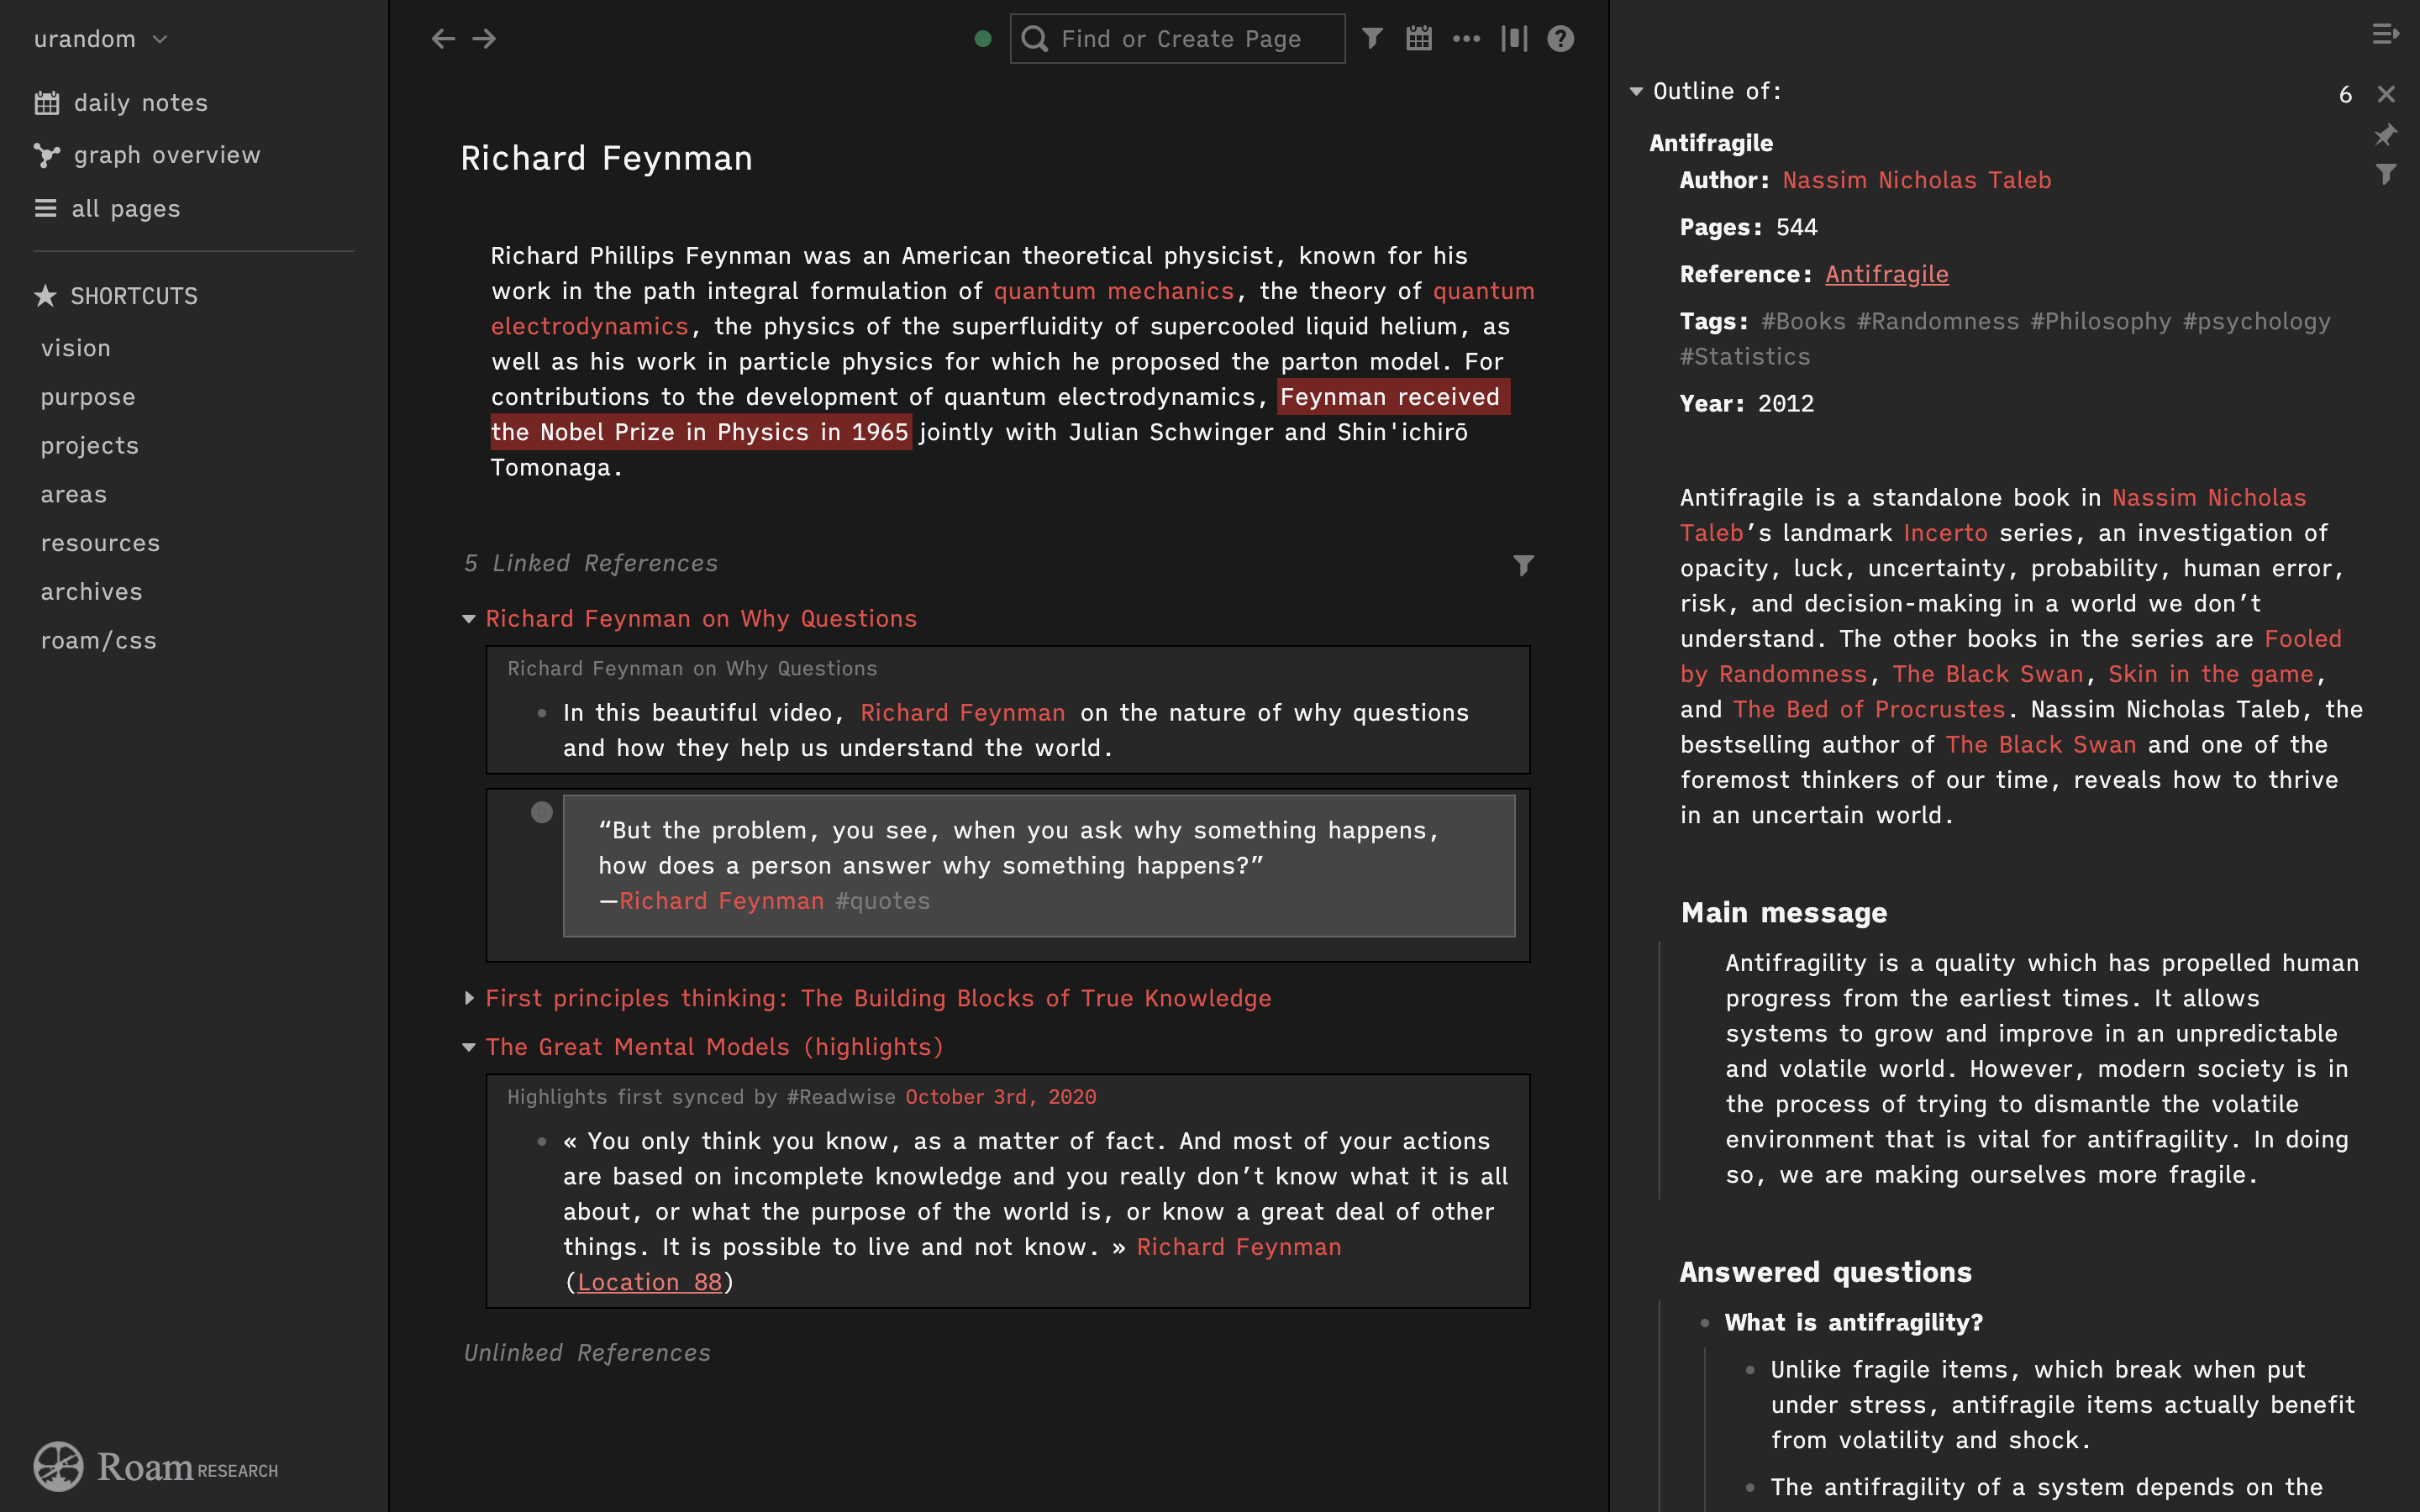 urandom
daily notes
graph overview
all pages
SHORTCUTS
vision
purpose
projects
areas
resources
archives
roam/css
Roam RESEARCH
Find or Create Page
Richard Feynman
Richard Phillips Feynman was an American theoretical physicist, known for his
work in the path integral formulation of quantum mechanics, the theory of quantum
electrodynamics, the physics of the superfluidity of supercooled liquid helium, as
well as his work in particle physics for which he proposed the parton model. For
contributions to the development of quantum electrodynamics, Feynman received
the Nobel Prize in Physics in 1965 jointly with Julian Schwinger and Shin'ichirō
Tomonaga.
5 Linked References
Richard Feynman on Why Questions
Richard Feynman on Why Questions
In this beautiful video, Richard Feynman on the nature of why questions
and how they help us understand the world.
“But the problem, you see, when you ask why something happens,
how does a person answer why something happens?”
—Richard Feynman #quotes
First principles thinking: The Building Blocks of True Knowledge
The Great Mental Models (highlights)
Highlights first synced by #Readwise October 3rd, 2020
« You only think you know, as a matter of fact. And most of your actions
are based on incomplete knowledge and you really don’t know what it is all
about, or what the purpose of the world is, or know a great deal of other
things. It is possible to live and not know. » Richard Feynman
(Location 88)
Unlinked References
Outline of:
6
Antifragile
Author: Nassim Nicholas Taleb
Pages: 544
Reference: Antifragile
Tags: #Books #Randomness #Philosophy #psychology
#Statistics
Year: 2012
Antifragile is a standalone book in Nassim Nicholas
Taleb’s landmark Incerto series, an investigation of
opacity, luck, uncertainty, probability, human error,
risk, and decision-making in a world we don’t
understand. The other books in the series are Fooled
by Randomness, The Black Swan, Skin in the game,
and The Bed of Procrustes. Nassim Nicholas Taleb, the
bestselling author of The Black Swan and one of the
foremost thinkers of our time, reveals how to thrive
in an uncertain world.
Main message
Antifragility is a quality which has propelled human
progress from the earliest times. It allows
systems to grow and improve in an unpredictable
and volatile world. However, modern society is in
the process of trying to dismantle the volatile
environment that is vital for antifragility. In doing
so, we are making ourselves more fragile.
Answered questions
What is antifragility?
Unlike fragile items, which break when put
under stress, antifragile items actually benefit
from volatility and shock.
The antifragility of a system depends on the